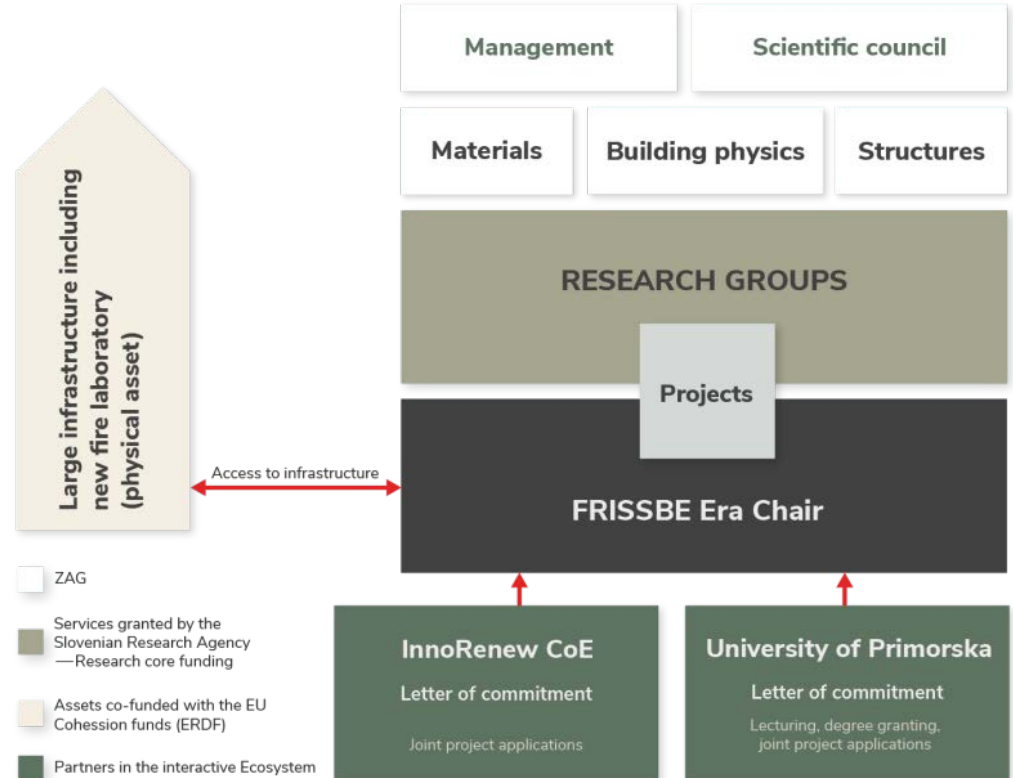 Management
Scientific council
Materials
Building physics
Structures
RESEARCH GROUPS
Projects
FRISSBE Era Chair
Large infrastructure including
new fire laboratory
(physical asset)
Access to infrastructure
InnoRenew CoE
Letter of commitment
Joint project applications
University of Primorska
Letter of commitment
Lecturing, degree granting,
joint project applications
ZAG
Services granted by the
Slovenian Research Agency
—Research core funding
Assets co-funded with the EU
Cohession funds (ERDF)
Partners in the interactive Ecosystem